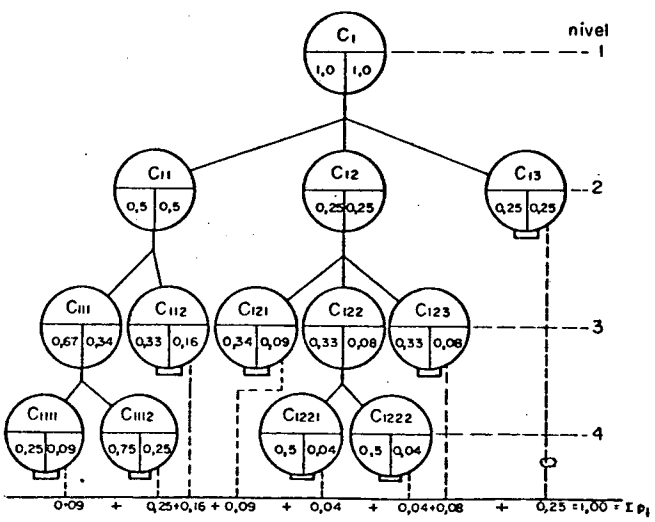 nivel
C1
1,0 1,0
1
C11
0,5 0,5
C12
0,25 0,25
C13
0,25 0,25
2
C111
0,67 0,34
C112
0,33 0,16
C121
0,34 0,09
C122
0,33 0,08
C123
0,33 0,08
3
C1111
0,25 0,09
C1112
0,75 0,25
C1221
0,5 0,04
C1222
0,5 0,04
4
0,09 + 0,25+0,16 + 0,09 + 0,04 + 0,04+0,08 + 0,25 =1,00 = Σ pi